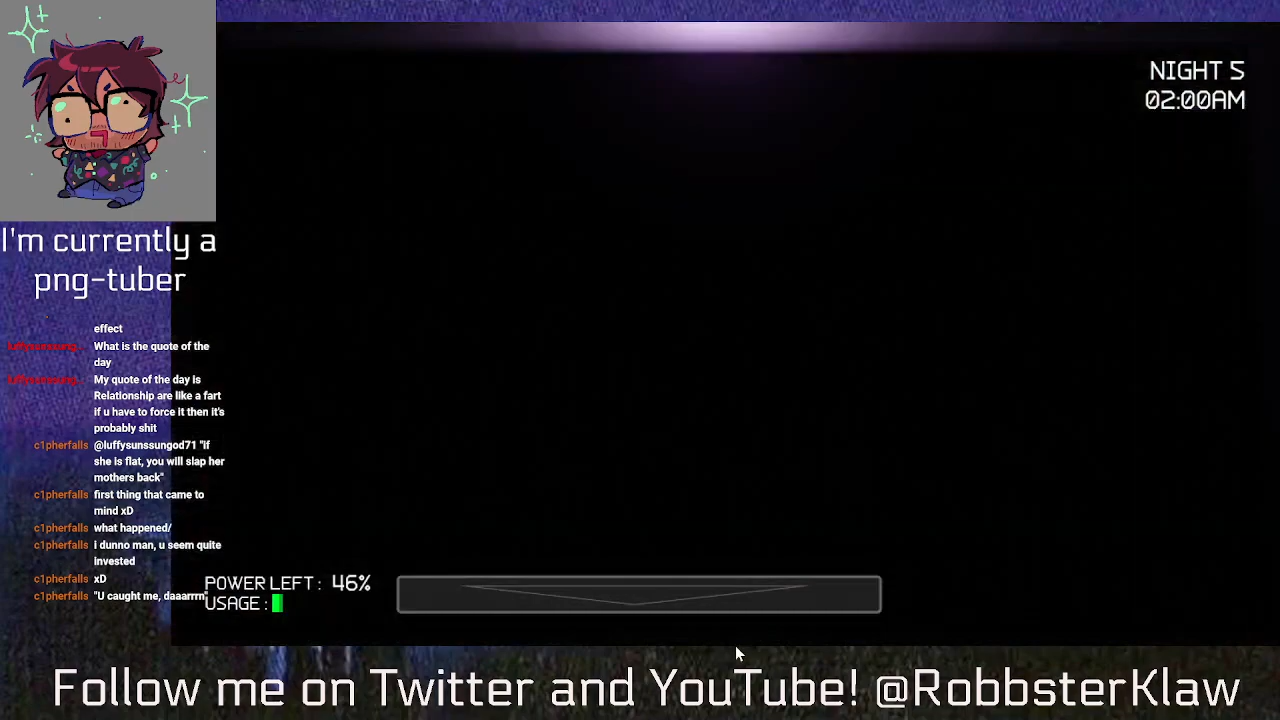 NIGHT 5
02:00AM
I'm currently a
png-tuber
effect
What is the quote of the
day
My quote of the day is
Relationship are like a fart
if u have to force it then it's
probably shit
c1pherfalls @luffysunssungod71 "If
she is flat, you will slap her
mothers back"
c1pherfalls first thing that came to
mind xD
c1pherfalls what happened/
c1pherfalls i dunno man, u seem quite
invested
c1pherfalls xD
c1pherfalls "U caught me, daaarrrn"
POWER LEFT : 46%
USAGE :
Follow me on Twitter and YouTube! @RobbsterKlaw